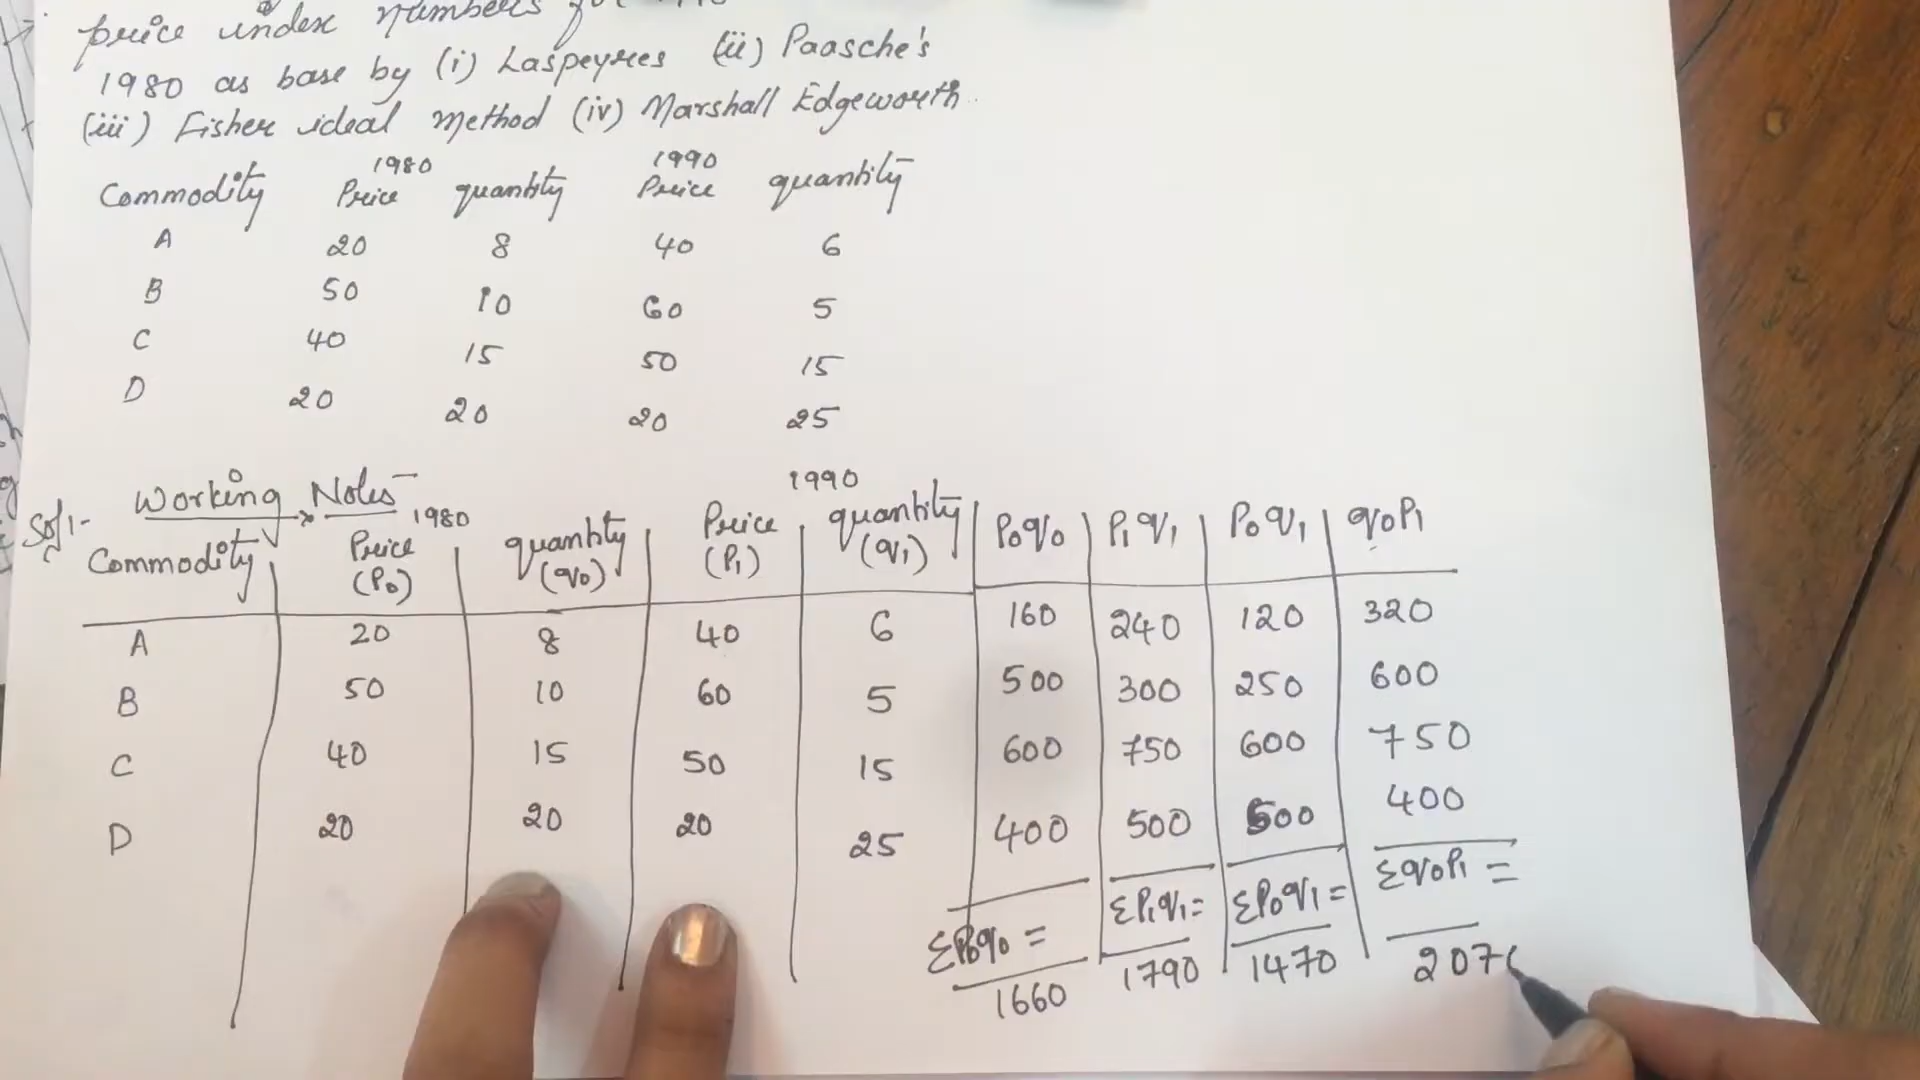 price index numbers for
1980 as base by (i) Laspeyres (ii) Paasche's
(iii) Fisher ideal method (iv) Marshall Edgeworth.
1980 1990
Commodity Price quantity Price quantity
A 20 8 40 6
B 50 10 60 5
C 40 15 50 15
D 20 20 20 25
Sol:- Working Notes 1980 1990
Commodity Price (P0) quantity (q0) Price (P1) quantity (q1) P0q0 P1q1 P0q1 q0P1
A 20 8 40 6 160 240 120 320
B 50 10 60 5 500 300 250 600
C 40 15 50 15 600 750 600 750
D 20 20 20 25 400 500 500 400
ΣP0q0 = ΣP1q1= ΣP0q1= Σq0P1 =
1660 1790 1470 207